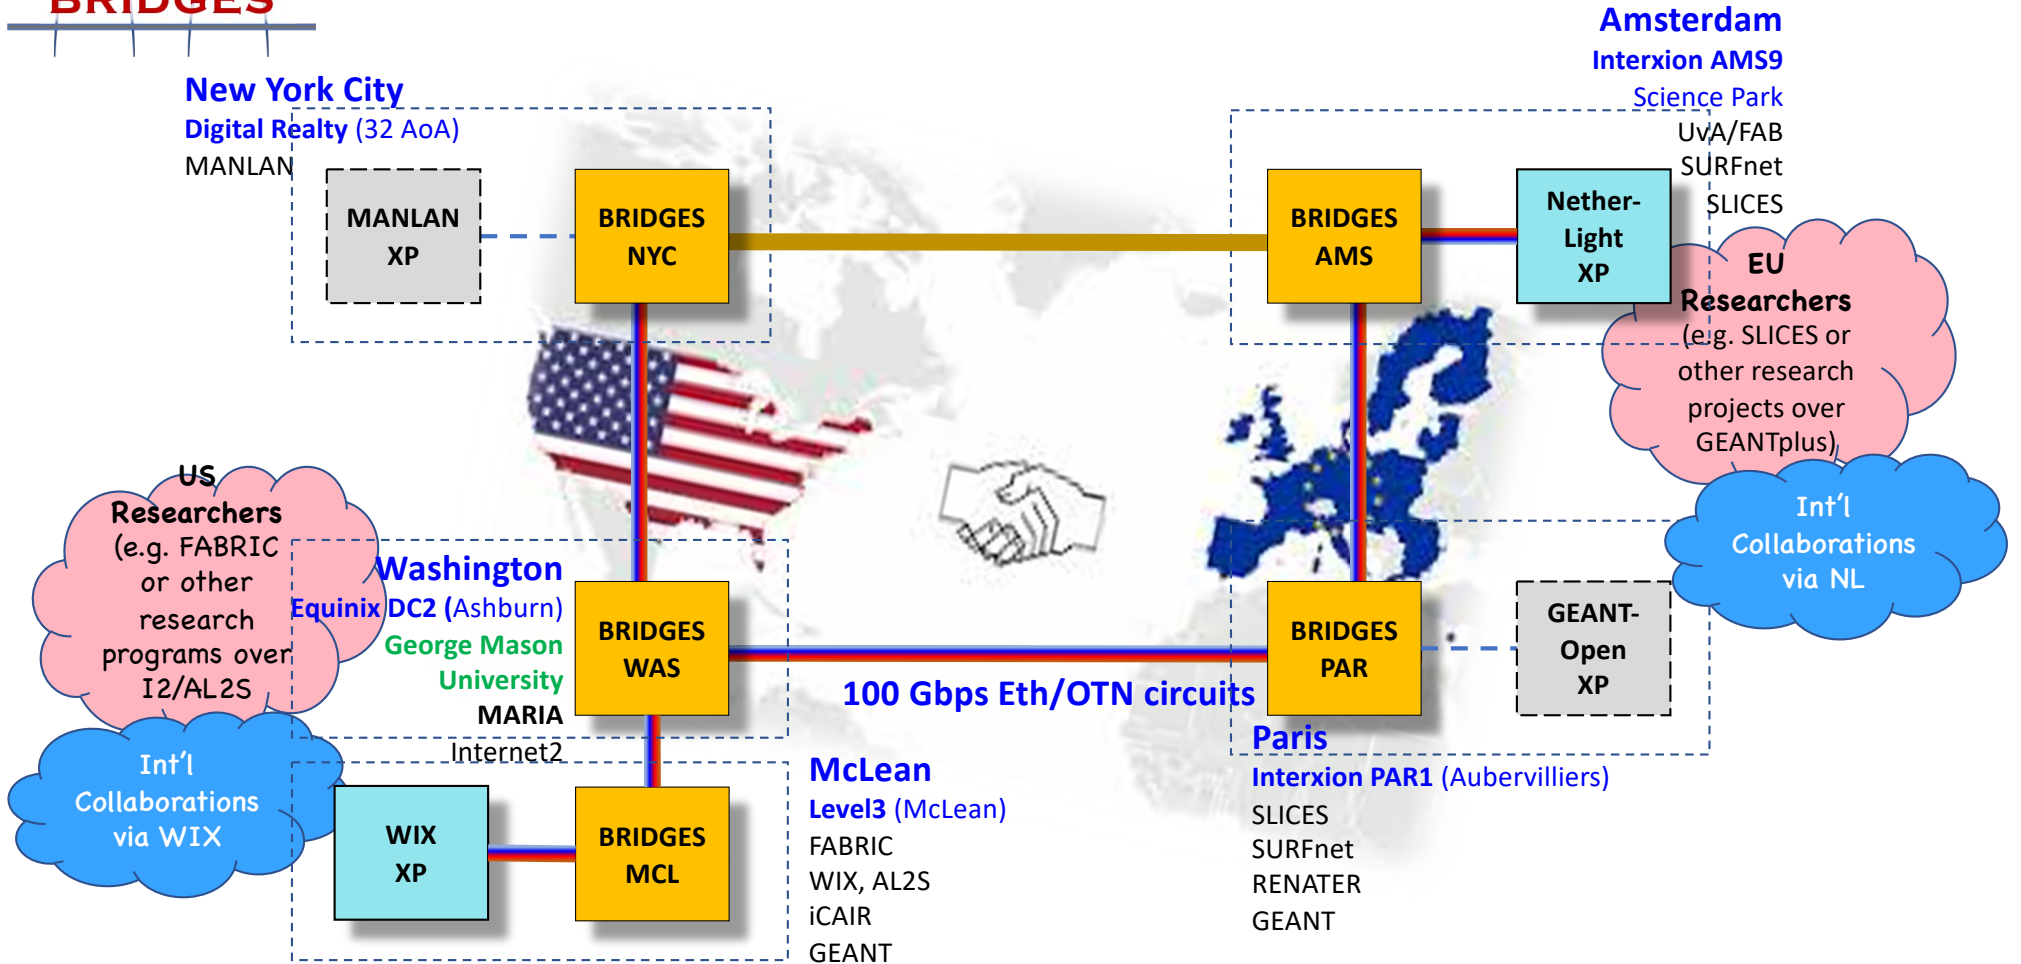 BRIDGES
New York City
Digital Realty (32 AoA)
MANLAN
MANLAN
XP
BRIDGES
NYC
Amsterdam
Interxion AMS9
Science Park
UvA/FAB
SURFnet
SLICES
BRIDGES
AMS
Nether-
Light
XP
EU
Researchers
(e.g. SLICES or
other research
projects over
GEANTplus)
Int'l
Collaborations
via NL
US
Researchers
(e.g. FABRIC
or other
research
programs over
I2/AL2S
Int'l
Collaborations
via WIX
Washington
Equinix DC2 (Ashburn)
George Mason
University
MARIA
Internet2
BRIDGES
WAS
100 Gbps Eth/OTN circuits
BRIDGES
PAR
GEANT-
Open
XP
Paris
Interxion PAR1 (Aubervilliers)
SLICES
SURFnet
RENATER
GEANT
WIX
XP
BRIDGES
MCL
McLean
Level3 (McLean)
FABRIC
WIX, AL2S
iCAIR
GEANT